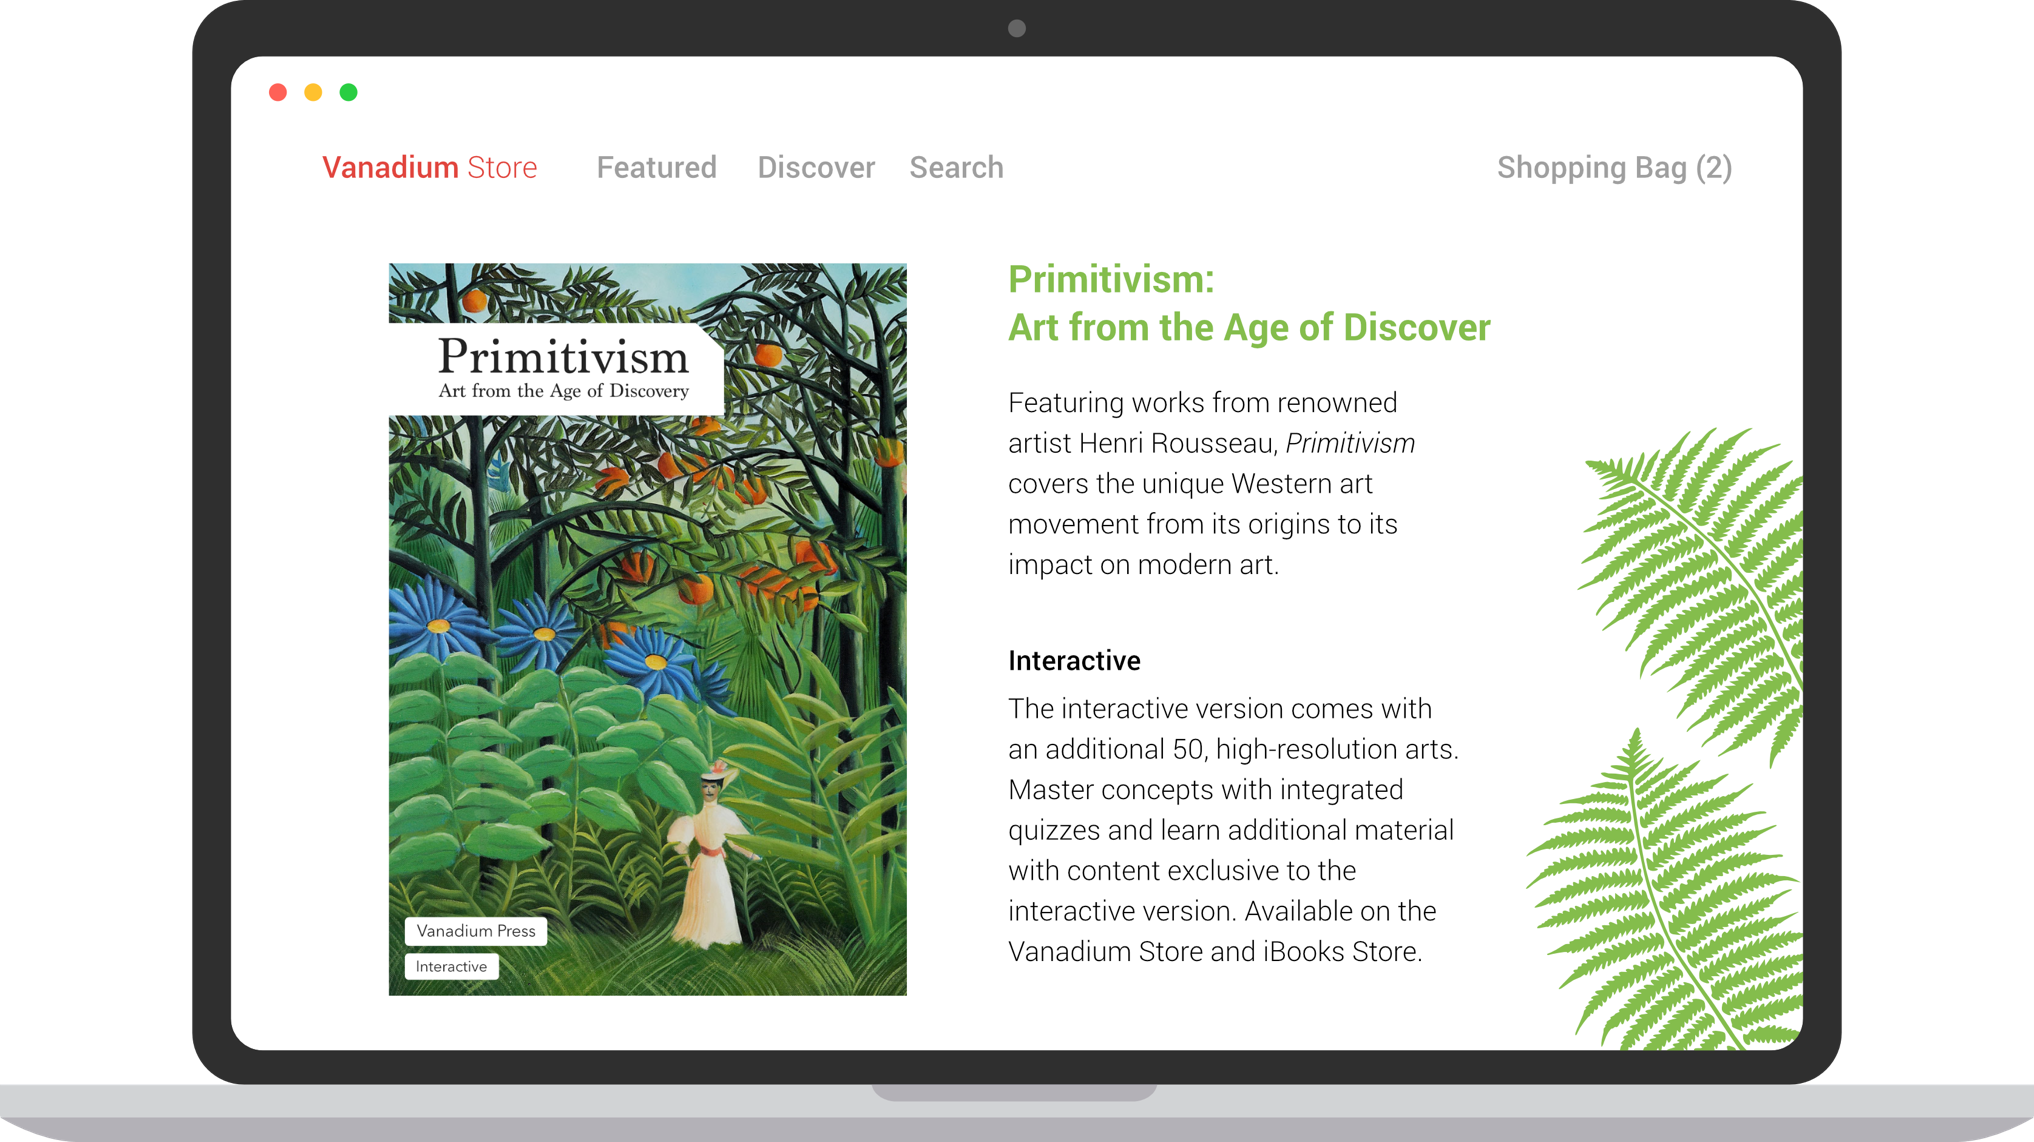 Vanadium Store
Featured
Discover
Search
Shopping Bag (2)
Primitivism
Art from the Age of Discovery
Vanadium Press
Interactive
Primitivism:
Art from the Age of Discover
Featuring works from renowned
artist Henri Rousseau, Primitivism
covers the unique Western art
movement from its origins to its
impact on modern art.
Interactive
The interactive version comes with
an additional 50, high-resolution arts.
Master concepts with integrated
quizzes and learn additional material
with content exclusive to the
interactive version. Available on the
Vanadium Store and iBooks Store.